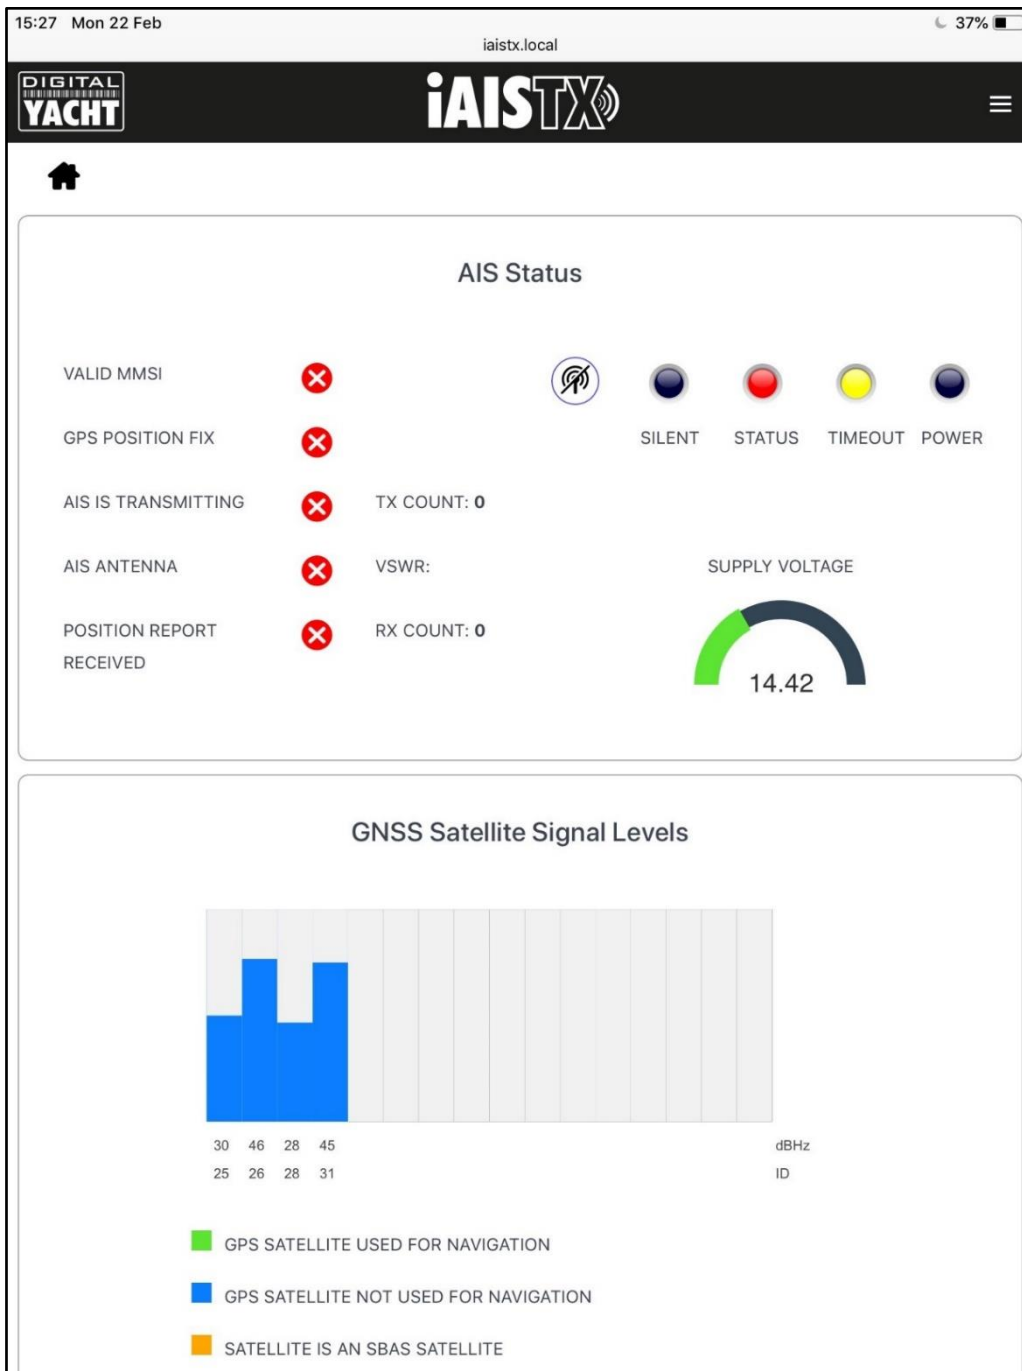 15:27 Mon 22 Feb
37%
iaistx.local
DIGITAL
YACHT
iAISTX
AIS Status
VALID MMSI
GPS POSITION FIX
SILENT STATUS TIMEOUT POWER
AIS IS TRANSMITTING TX COUNT: 0
AIS ANTENNA VSWR:
SUPPLY VOLTAGE
POSITION REPORT
RECEIVED
RX COUNT: 0
14.42
GNSS Satellite Signal Levels
30 46 28 45 dBHz
25 26 28 31 ID
GPS SATELLITE USED FOR NAVIGATION
GPS SATELLITE NOT USED FOR NAVIGATION
SATELLITE IS AN SBAS SATELLITE